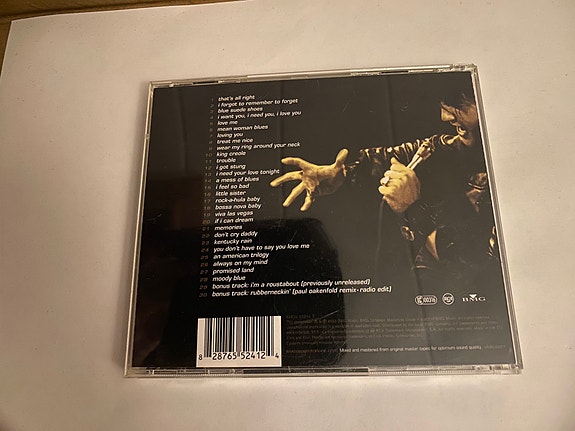 1 that's all right
2 i forgot to remember to forget
3 blue suede shoes
4 i want you, i need you, i love you
5 love me
6 mean woman blues
7 loving you
8 treat me nice
9 wear my ring around your neck
10 king creole
11 trouble
12 i got stung
13 i need your love tonight
14 a mess of blues
15 i feel so bad
16 little sister
17 rock-a-hula baby
18 bossa nova baby
19 viva las vegas
20 if i can dream
21 memories
22 don't cry daddy
23 kentucky rain
24 you don't have to say you love me
25 an american trilogy
26 always on my mind
27 promised land
28 moody blue
29 bonus track: i'm a roustabout (previously unreleased)
30 bonus track: rubberneckin' (paul oakenfold remix • radio edit)
BMG
Mixed and mastered from original master tapes for optimum sound quality.
8 28765 52412 4